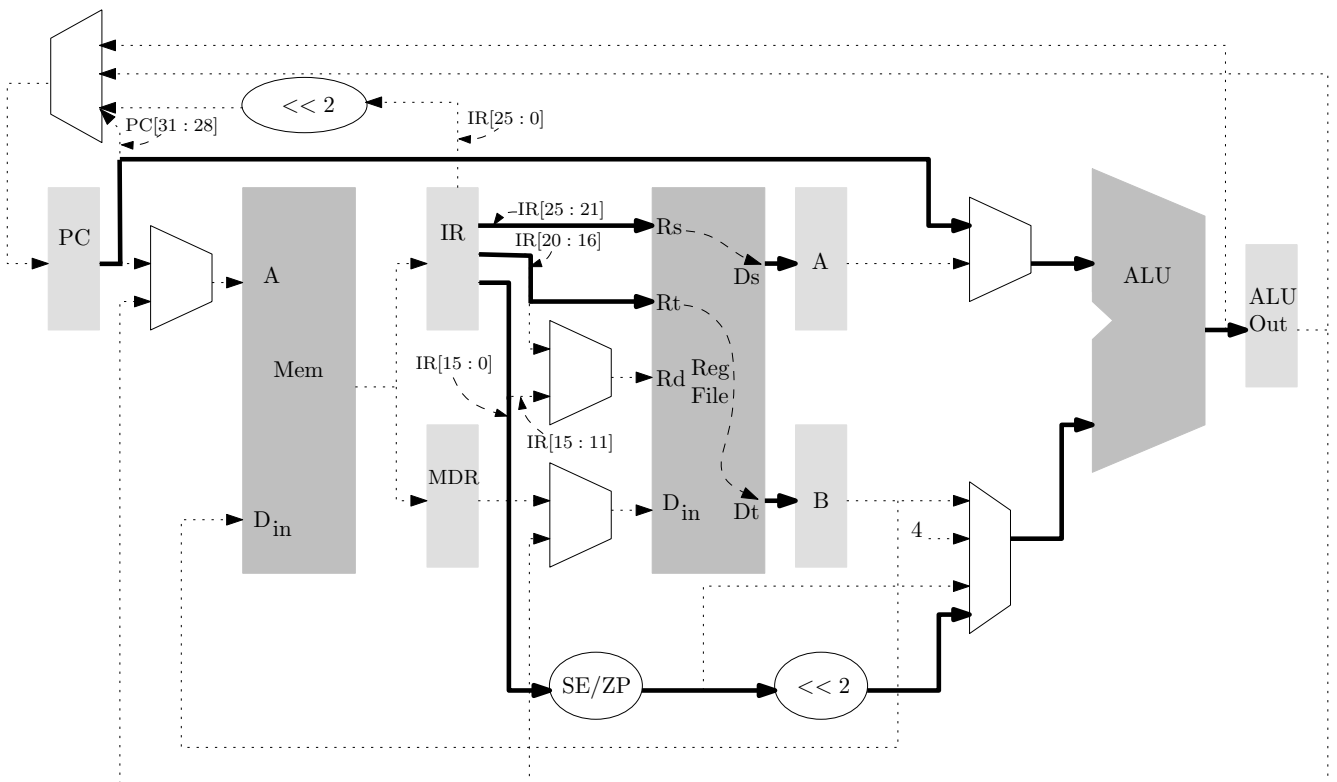 << 2
PC[31 : 28]
IR[25 : 0]
PC
A
Mem
D in
IR
IR[25 : 21]
IR[20 : 16]
IR[15 : 0]
IR[15 : 11]
MDR
Rs
Rt
Rd
Reg
File
Ds
D in
Dt
A
B
4
ALU
ALU
Out
SE/ZP
<< 2